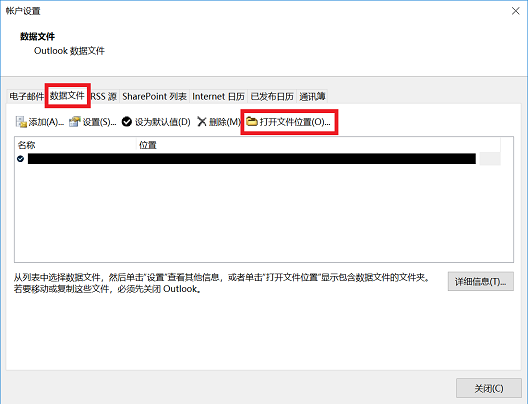 帐户设置
数据文件
Outlook 数据文件
电子邮件 数据文件 RSS 源 SharePoint 列表 Internet 日历 已发布日历 通讯簿
添加(A)... 设置(S)... 设为默认值(D) 删除(M) 打开文件位置(O)...
名称 位置
从列表中选择数据文件，然后单击"设置"查看其他信息，或者单击"打开文件位置"显示包含数据文件的文件夹。
若要移动或复制这些文件，必须先关闭 Outlook。
详细信息(T)...
关闭(C)